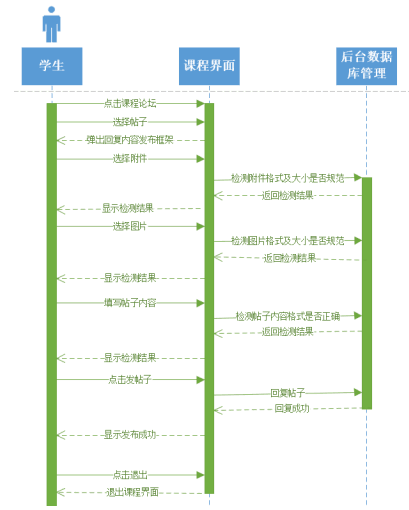 学生
课程界面
后台数据
库管理
点击课程论坛
选择帖子
弹出回复内容发布框架
选择附件
检测附件格式及大小是否规范
返回检测结果
显示检测结果
选择图片
检测图片格式及大小是否规范
返回检测结果
显示检测结果
填写帖子内容
检测帖子内容格式是否正确
返回检测结果
显示检测结果
点击发帖子
回复帖子
回复成功
显示发布成功
点击退出
退出课程界面